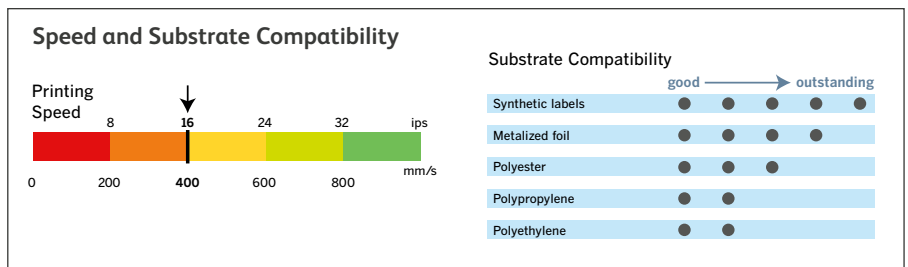 Speed and Substrate Compatibility
Printing
Speed
8 16 24 32 ips
mm/s
0 200 400 600 800
Substrate Compatibility
good outstanding
Synthetic labels
Metalized foil
Polyester
Polypropylene
Polyethylene